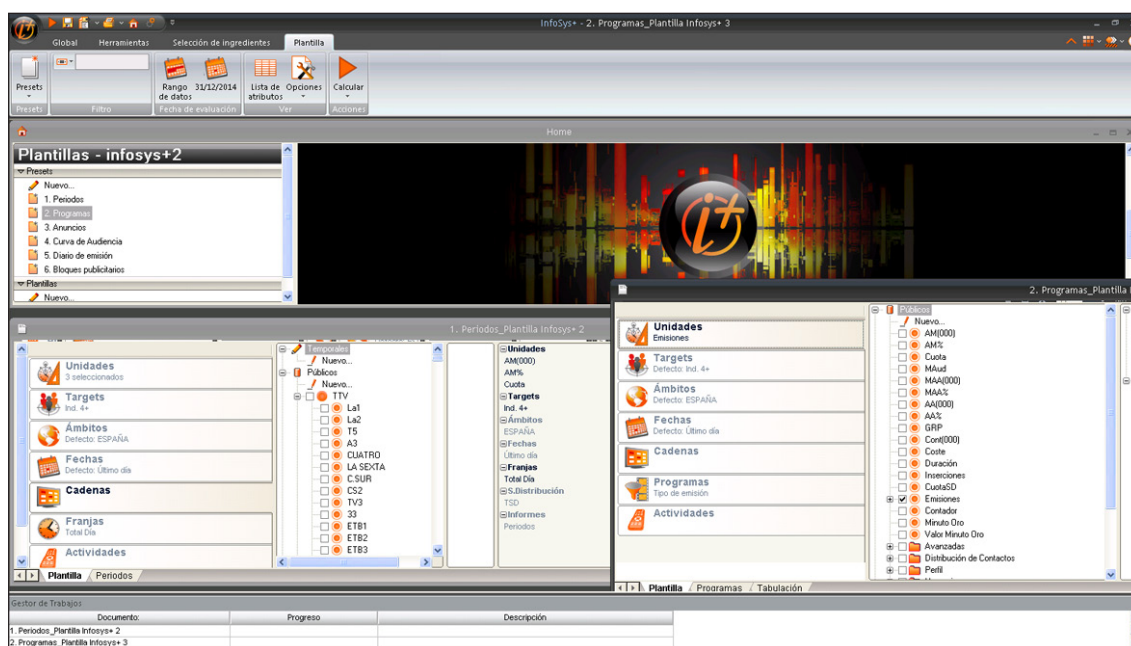 InfoSys+ - 2. Programas_Plantilla Infosys+ 3
Global Herramientas Selección de ingredientes Plantilla
Presets
Rango de datos
31/12/2014
Lista de atributos
Opciones
Calcular
Presets Filtro Fecha de evaluación Ver Acciones
Home
Plantillas - infosys+2
Presets
Nuevo...
1. Periodos
2. Programas
3. Anuncios
4. Curva de Audiencia
5. Diario de emisión
6. Bloques publicitarios
Plantillas
Nuevo...
it
1. Periodos_Plantilla Infosys+ 2
Unidades
3 seleccionados
Targets
Ind. 4+
Ámbitos
Defecto: ESPAÑA
Fechas
Defecto: Último día
Cadenas
Franjas
Total Día
Actividades
Temporales
Nuevo...
Públicos
Nuevo...
TTV
La1
La2
T5
A3
CUATRO
LA SEXTA
C.SUR
CS2
TV3
33
ETB1
ETB2
ETB3
Unidades
AM(000)
AM%
Cuota
Targets
Ind. 4+
Ámbitos
ESPAÑA
Fechas
Último día
Franjas
Total Día
S.Distribución
TSD
Informes
Periodos
Plantilla Periodos
2. Programas_Plantilla
Unidades
Emisiones
Targets
Defecto: Ind. 4+
Ámbitos
Defecto: ESPAÑA
Fechas
Defecto: Último día
Cadenas
Programas
Tipo de emisión
Actividades
Públicos
Nuevo...
AM(000)
AM%
Cuota
MAud
MAA(000)
MAA%
AA(000)
AA%
GRP
Cont(000)
Coste
Duración
Inserciones
CuotaSD
Emisiones
Contador
Minuto Oro
Valor Minuto Oro
Avanzadas
Distribución de Contactos
Perfil
Plantilla Programas Tabulación
Gestor de Trabajos
Documento: Progreso Descripción
1. Periodos_Plantilla Infosys+ 2
2. Programas_Plantilla Infosys+ 3